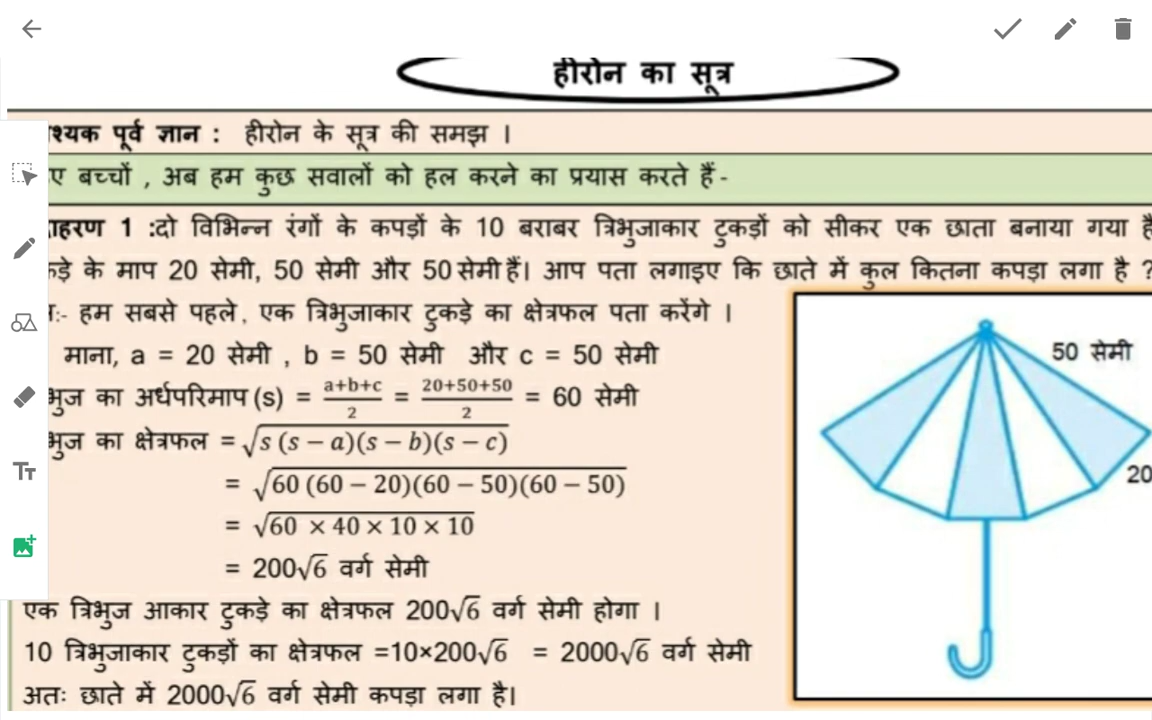 हीरोन का सूत्र
श्यक पूर्व ज्ञान : हीरोन के सूत्र की समझ ।
ए बच्चों , अब हम कुछ सवालों को हल करने का प्रयास करते हैं -
ाहरण 1 :दो विभिन्न रंगों के कपड़ों के 10 बराबर त्रिभुजाकार टुकड़ों को सीकर एक छाता बनाया गया है
कड़े के माप 20 सेमी, 50 सेमी और 50 सेमी हैं। आप पता लगाइए कि छाते में कुल कितना कपड़ा लगा है ?
:- हम सबसे पहले , एक त्रिभुजाकार टुकड़े का क्षेत्रफल पता करेंगे ।
माना, a = 20 सेमी , b = 50 सेमी और c = 50 सेमी
भुज का अर्धपरिमाप (s) = a+b+c/2 = 20+50+50/2 = 60 सेमी
भुज का क्षेत्रफल = √s (s − a)(s − b)(s − c)
= √60 (60 − 20)(60 − 50)(60 − 50)
= √60 × 40 × 10 × 10
= 200√6 वर्ग सेमी
एक त्रिभुज आकार टुकड़े का क्षेत्रफल 200√6 वर्ग सेमी होगा ।
10 त्रिभुजाकार टुकड़ों का क्षेत्रफल =10×200√6 = 2000√6 वर्ग सेमी
अतः छाते में 2000√6 वर्ग सेमी कपड़ा लगा है।
50 सेमी
20